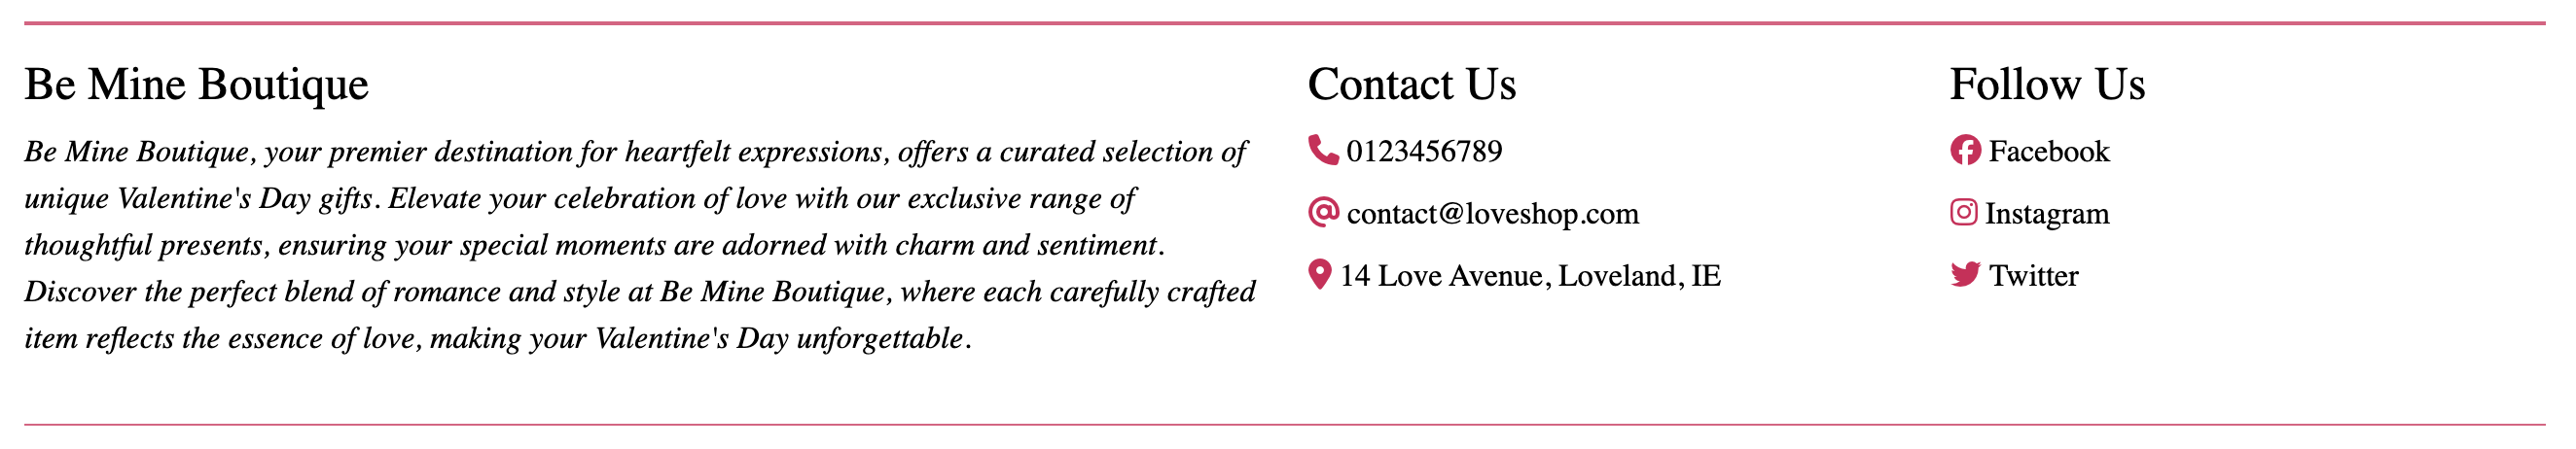 Be Mine Boutique
Be Mine Boutique, your premier destination for heartfelt expressions, offers a curated selection of
unique Valentine's Day gifts. Elevate your celebration of love with our exclusive range of
thoughtful presents, ensuring your special moments are adorned with charm and sentiment.
Discover the perfect blend of romance and style at Be Mine Boutique, where each carefully crafted
item reflects the essence of love, making your Valentine's Day unforgettable.
Contact Us
0123456789
contact@loveshop.com
14 Love Avenue, Loveland, IE
Follow Us
Facebook
Instagram
Twitter